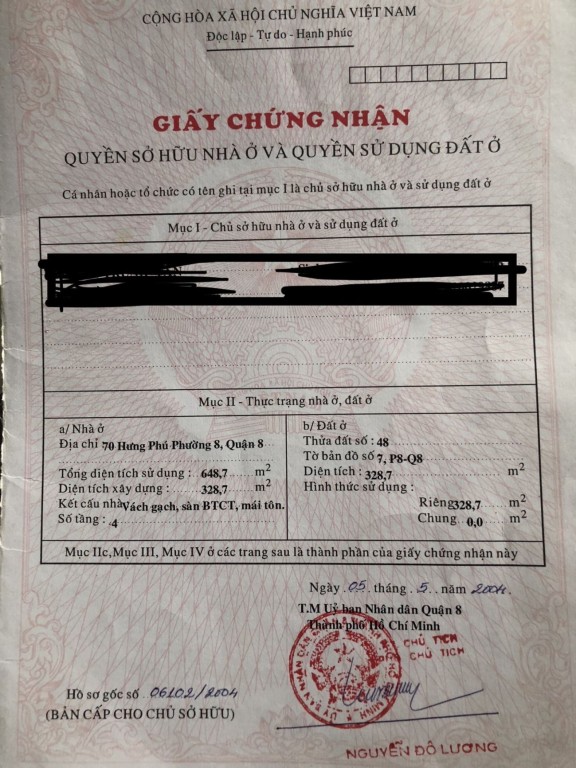 CỘNG HÒA XÃ HỘI CHỦ NGHĨA VIỆT NAM
Độc lập - Tự do - Hạnh phúc
GIẤY CHỨNG NHẬN
QUYỀN SỞ HỮU NHÀ Ở VÀ QUYỀN SỬ DỤNG ĐẤT Ở
Cá nhân hoặc tổ chức có tên ghi tại mục I là chủ sở hữu nhà ở và sử dụng đất ở
Mục I - Chủ sở hữu nhà ở và sử dụng đất ở
Mục II - Thực trạng nhà ở, đất ở
a/ Nhà ở
Địa chỉ 70 Hưng Phú Phường 8, Quận 8
Tổng diện tích sử dụng : 648,7 m2
Diện tích xây dựng : 328,7 m2
Kết cấu nhà Vách gạch, sàn BTCT, mái tôn.
Số tầng : 4
b/ Đất ở
Thửa đất số : 48
Tờ bản đồ số 7, P8-Q8
Diện tích : 328,7 m2
Hình thức sử dụng :
Riêng 328,7 m2
Chung 0,0 m2
Mục IIc, Mục III, Mục IV ở các trang sau là thành phần của giấy chứng nhận này
Ngày 05 tháng 5 năm 2004
T.M Uỷ ban Nhân dân Quận 8
Thành phố Hồ Chí Minh
CHỦ TỊCH
CHỦ TỊCH
Hồ sơ gốc số 06102/2004
(BẢN CẤP CHO CHỦ SỞ HỮU)
NGUYỄN ĐÔ LƯƠNG